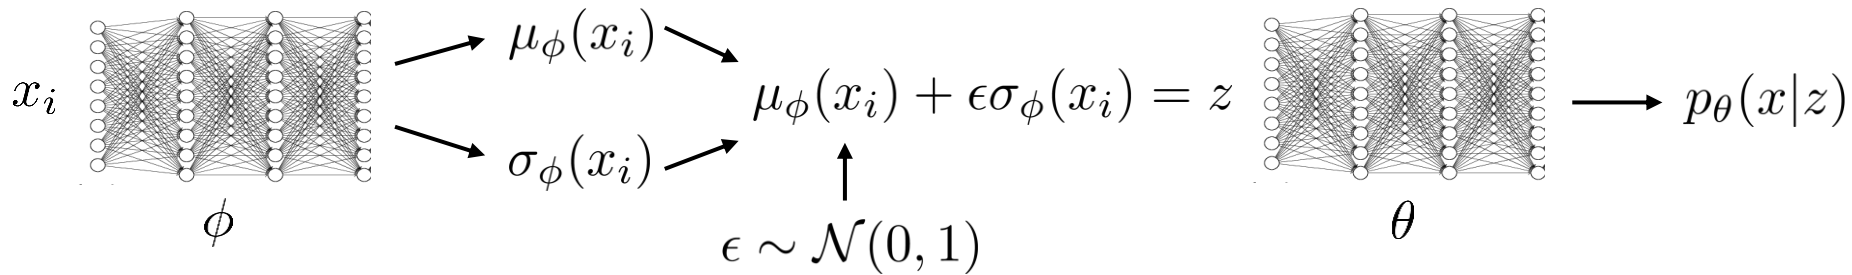 x_i
ϕ
μ_ϕ(x_i)
σ_ϕ(x_i)
μ_ϕ(x_i) + ϵσ_ϕ(x_i) = z
ϵ ∼ 𝒩(0, 1)
θ
p_θ(x|z)